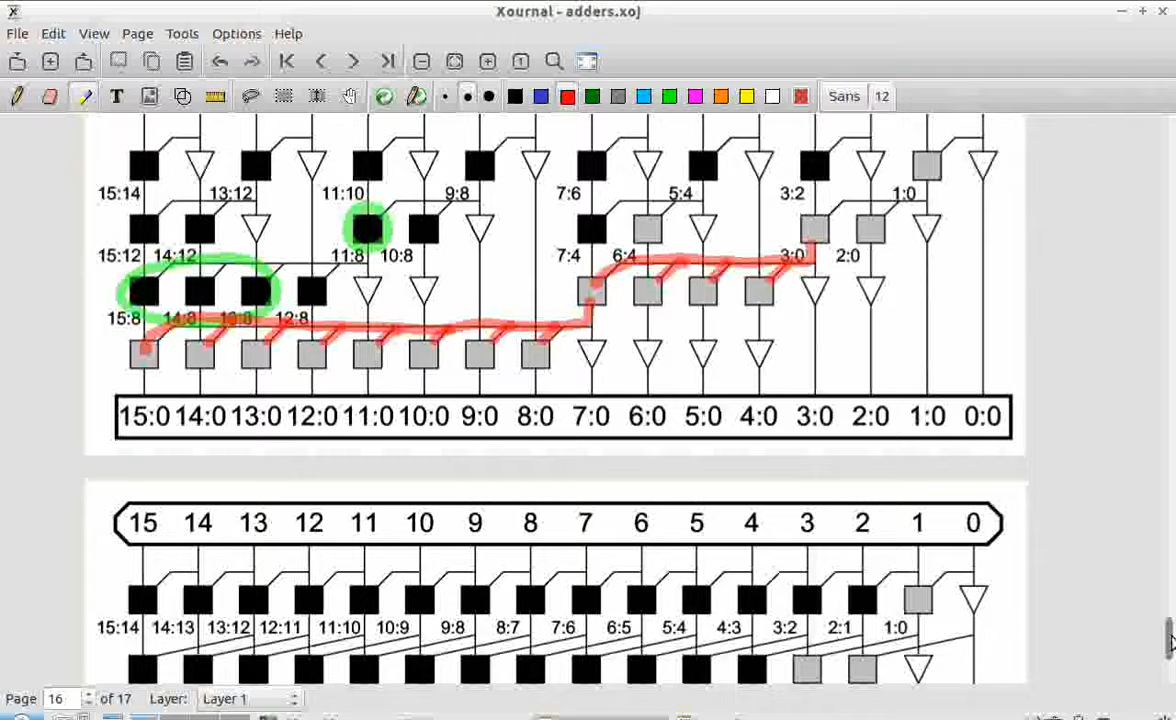 Xournal - adders.xoj
File Edit View Page Tools Options Help
T Sans 12
15:14 13:12 11:10 9:8 7:6 5:4 3:2 1:0
15:12 14:12 11:8 10:8 7:4 6:4 3:0 2:0
15:8 14:8 13:8 12:8
15:0 14:0 13:0 12:0 11:0 10:0 9:0 8:0 7:0 6:0 5:0 4:0 3:0 2:0 1:0 0:0
15 14 13 12 11 10 9 8 7 6 5 4 3 2 1 0
15:14 14:13 13:12 12:11 11:10 10:9 9:8 8:7 7:6 6:5 5:4 4:3 3:2 2:1 1:0
Page 16 of 17 Layer: Layer 1